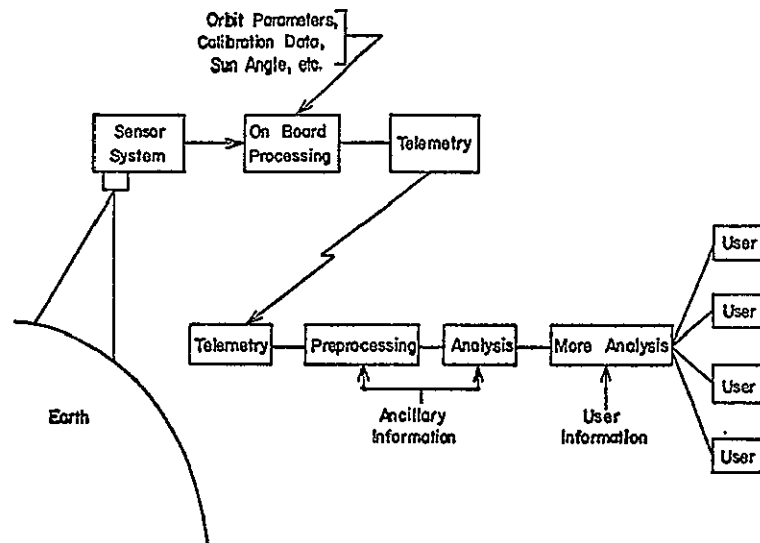 Orbit Parameters,
Calibration Data,
Sun Angle, etc.
Sensor
System
On Board
Processing
Telemetry
User
User
User
User
Telemetry
Preprocessing
Analysis
More Analysis
Earth
Ancillary
Information
User
Information